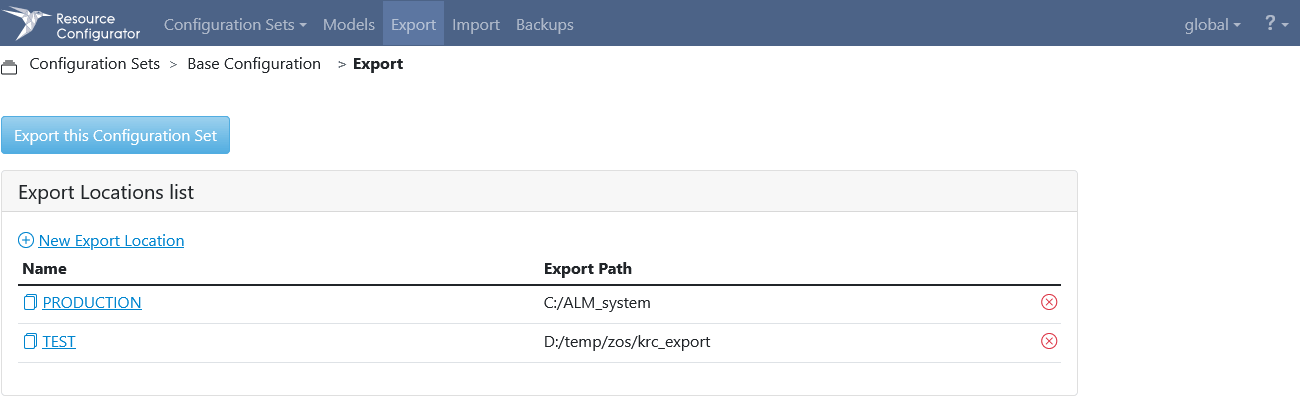 Resource Configurator Configuration Sets Models Export Import Backups global ?
Configuration Sets > Base Configuration > Export
Export this Configuration Set
Export Locations list
New Export Location
Name Export Path
PRODUCTION C:/ALM_system
TEST D:/temp/zos/krc_export